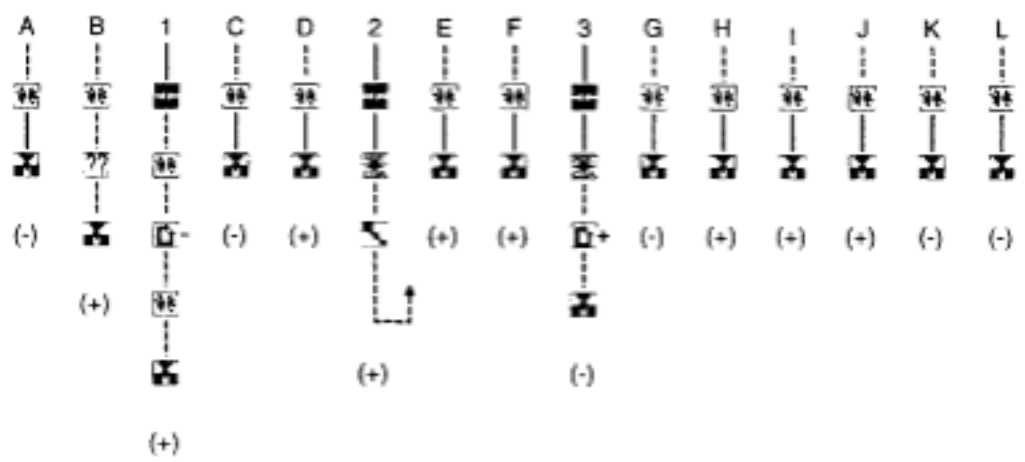 A B 1 C D 2 E F 3 G H I J K L
??
(-) - (-) (+) (+) (+) + (-) (+) (+) (+) (-) (-)
(+)
(+) (-)
(+)